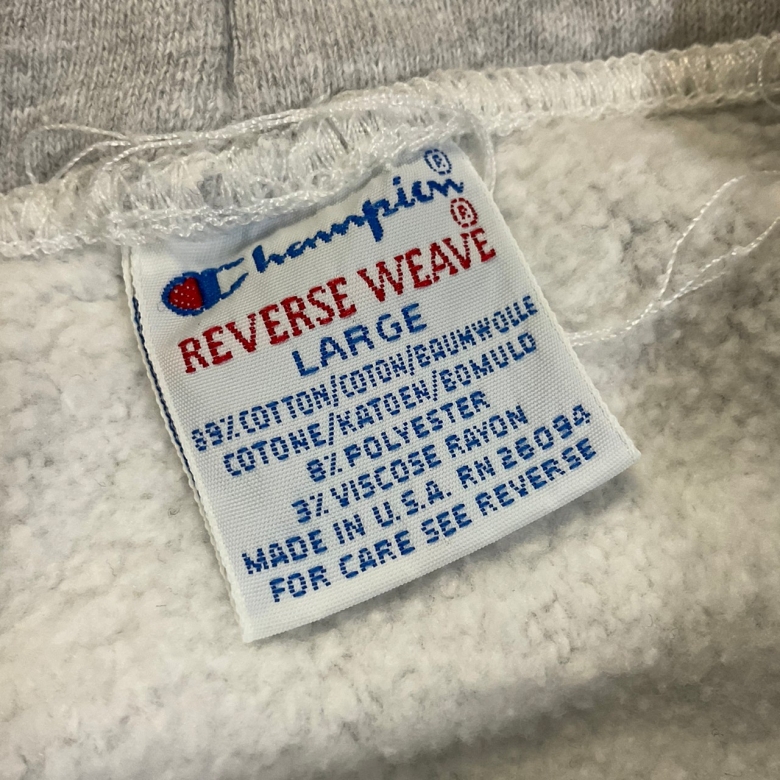 Champion®
REVERSE WEAVE®
LARGE
89% COTTON/COTON/BAUMWOLLE
COTONE/KATOEN/BOMULD
8% POLYESTER
3% VISCOSE RAYON
MADE IN U.S.A. RN 26094
FOR CARE SEE REVERSE